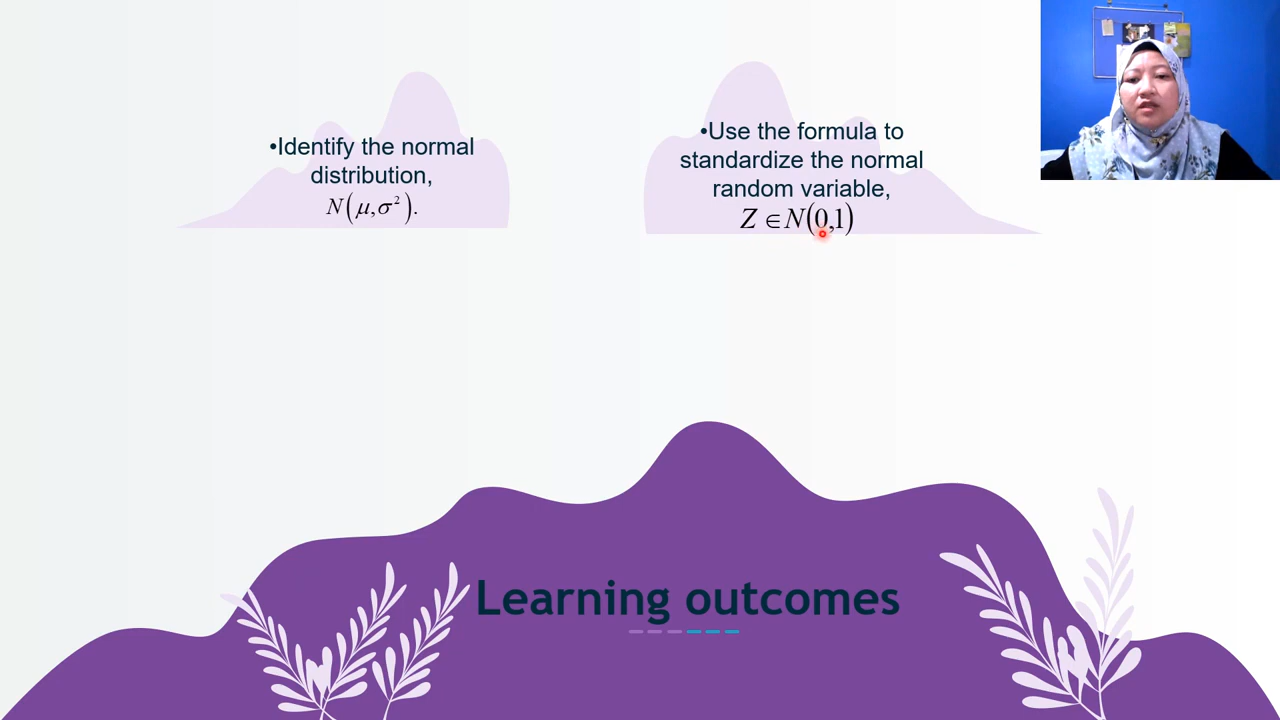 •Identify the normal
distribution,
N(μ,σ²).
•Use the formula to
standardize the normal
random variable,
Z ∈N(0,1)
Learning outcomes